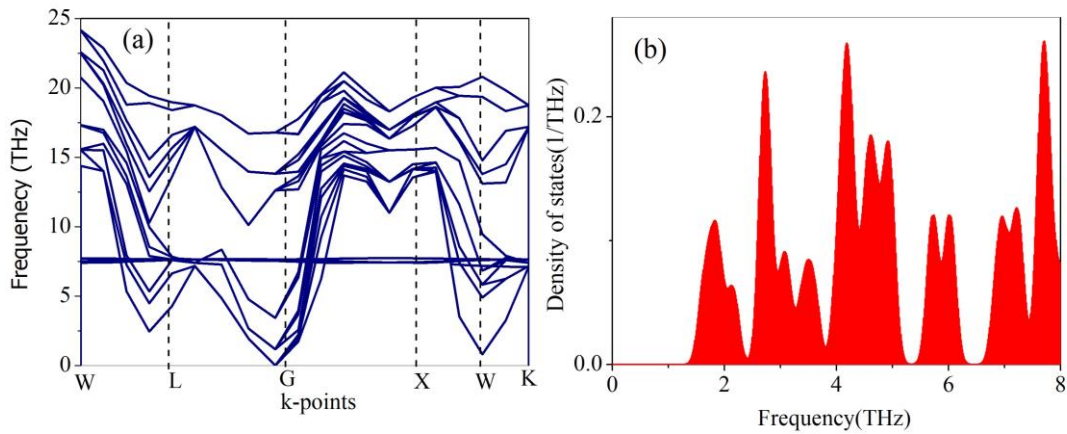 (a)
25
20
15
10
5
0
Frequenecy (THz)
W L G X W K
k-points
(b)
0.2
0.0
Density of states(1/THz)
0 2 4 6 8
Frequency(THz)